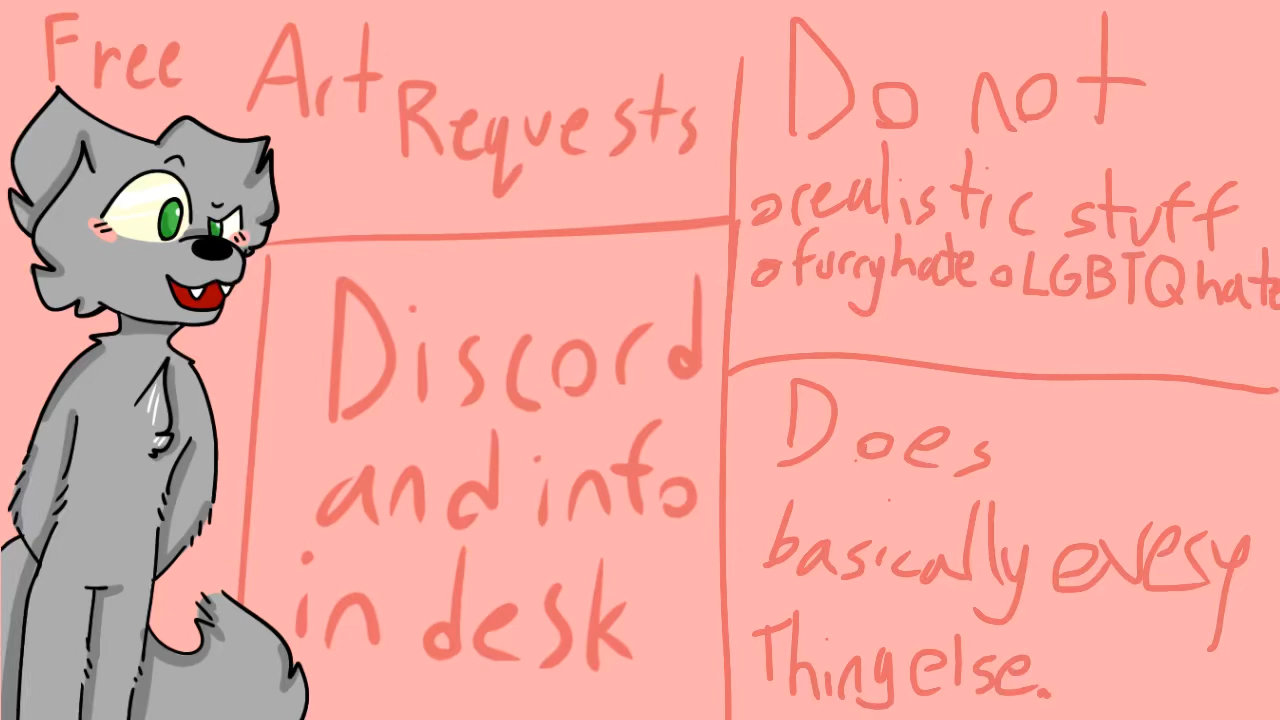 Free Art Requests
Discord
and info
in desk
Do not
o realistic stuff
o furry hate o LGBTQ hate
Does
basically every
Thing else.